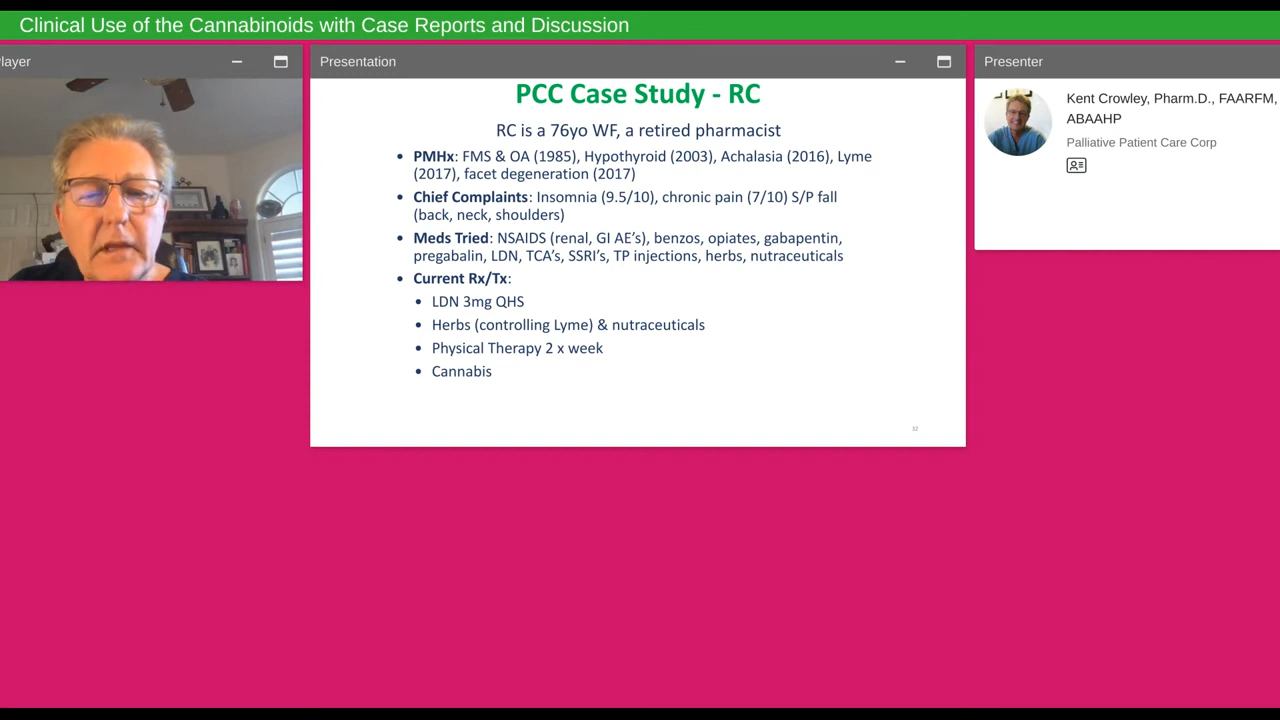 Clinical Use of the Cannabinoids with Case Reports and Discussion
layer
Presentation
Presenter
PCC Case Study - RC
RC is a 76yo WF, a retired pharmacist
• PMHx: FMS & OA (1985), Hypothyroid (2003), Achalasia (2016), Lyme
(2017), facet degeneration (2017)
• Chief Complaints: Insomnia (9.5/10), chronic pain (7/10) S/P fall
(back, neck, shoulders)
• Meds Tried: NSAIDS (renal, GI AE’s), benzos, opiates, gabapentin,
pregabalin, LDN, TCA’s, SSRI’s, TP injections, herbs, nutraceuticals
• Current Rx/Tx:
• LDN 3mg QHS
• Herbs (controlling Lyme) & nutraceuticals
• Physical Therapy 2 x week
• Cannabis
32
Kent Crowley, Pharm.D., FAARFM,
ABAAHP
Palliative Patient Care Corp